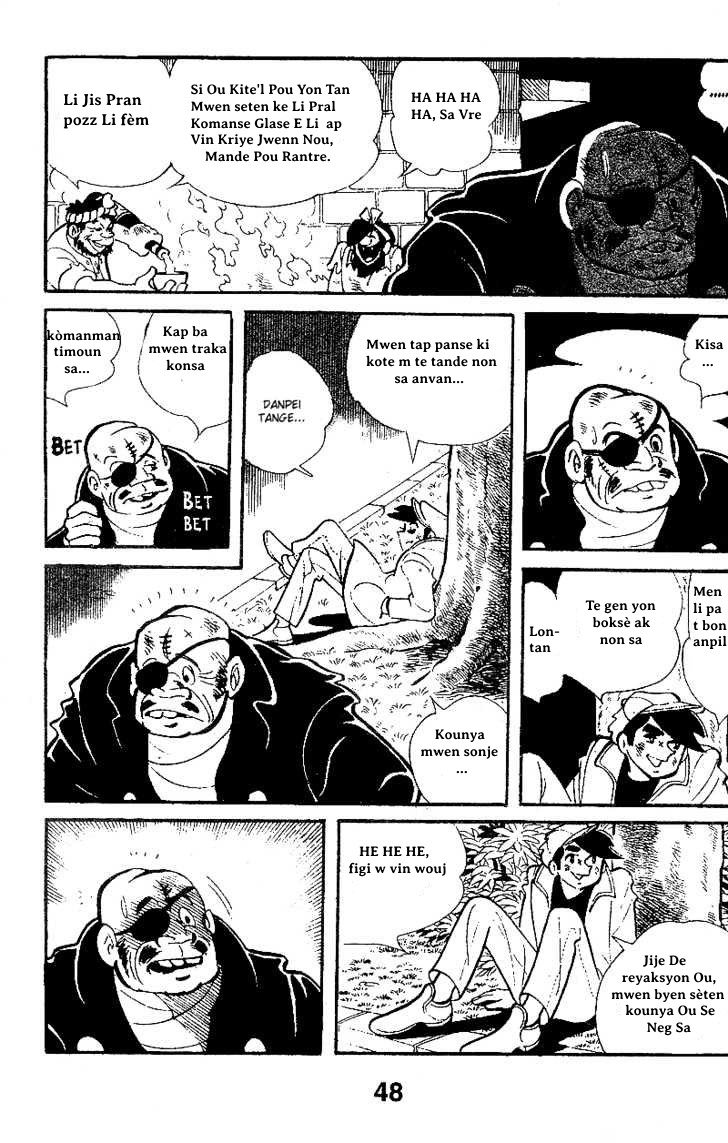 Li Jis Pran
pozz Li fèm
Si Ou Kite'l Pou Yon Tan
Mwen seten ke Li Pral
Komanse Glase E Li ap
Vin Kriye Jwenn Nou,
Mande Pou Rantre.
HA HA HA
HA, Sa Vre
......
kòmanman
timoun
sa...
Kap ba
mwen traka
konsa
BET
BET
BET
DANPEI
TANGE...
Mwen tap panse ki
kote m te tande non
sa anvan...
Kisa
...
Kounya
mwen sonje
...
Lon-
tan
Te gen yon
boksè ak
non sa
Men
li pa
t bon
anpil
HE HE HE,
figi w vin wouj
Jije De
reyaksyon Ou,
mwen byen sèten
kounya Ou Se
Neg Sa
48